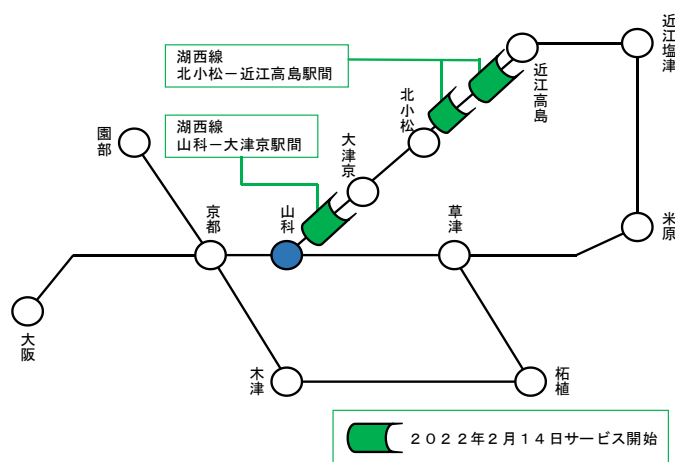 湖西線
北小松－近江高島駅間
湖西線
山科－大津京駅間
近江塩津
近江高島
北小松
大津京
園部
京都
山科
草津
米原
大阪
木津
柘植
２０２２年２月１４日サービス開始